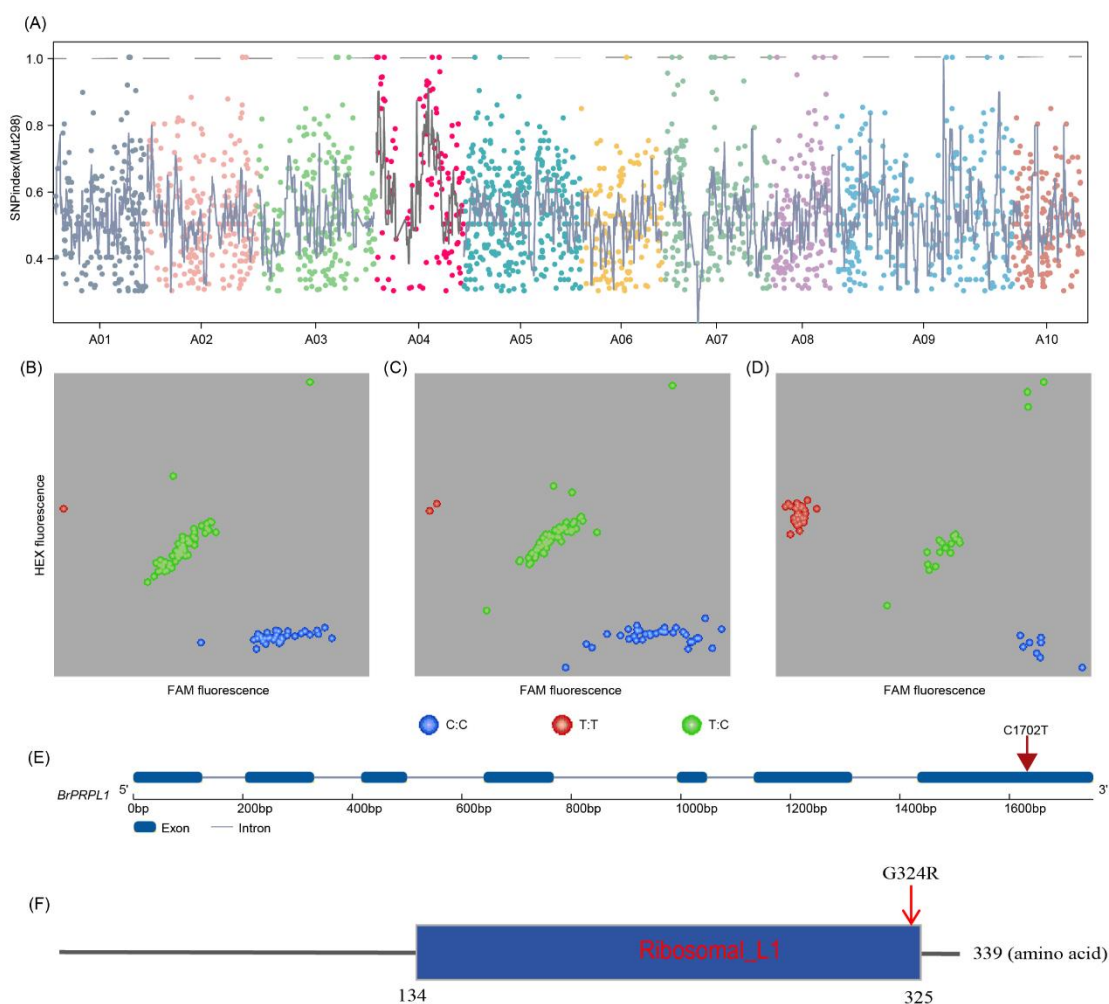 (A)
SNPindex(Mut298)
1.0
0.8
0.6
0.4
A01 A02 A03 A04 A05 A06 A07 A08 A09 A10
(B) (C) (D)
HEX fluorescence
FAM fluorescence FAM fluorescence FAM fluorescence
C:C T:T T:C
(E)
C1702T
BrPRPL1 5' 3'
0bp 200bp 400bp 600bp 800bp 1000bp 1200bp 1400bp 1600bp
Exon Intron
G324R
(F)
Ribosomal_L1
339 (amino acid)
134 325